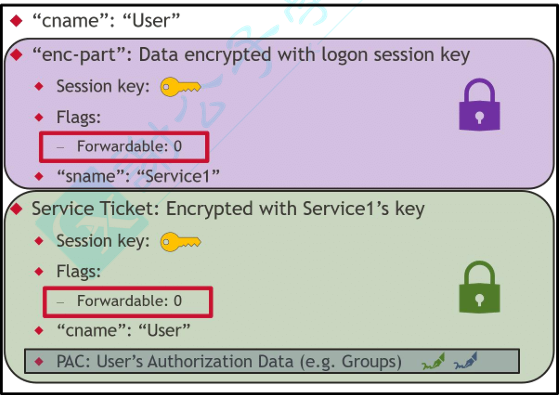 "cname": "User"
"enc-part": Data encrypted with logon session key
Session key:
Flags:
– Forwardable: 0
"sname": "Service1"
Service Ticket: Encrypted with Service1's key
Session key:
Flags:
– Forwardable: 0
"cname": "User"
PAC: User's Authorization Data (e.g. Groups)